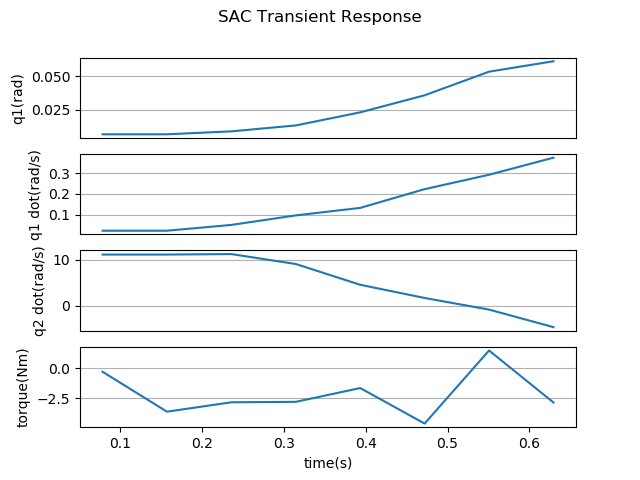 SAC Transient Response
q1(rad)
0.050
0.025
q1 dot(rad/s)
0.3
0.2
0.1
q2 dot(rad/s)
10
0
torque(Nm)
0.0
−2.5
0.1 0.2 0.3 0.4 0.5 0.6
time(s)